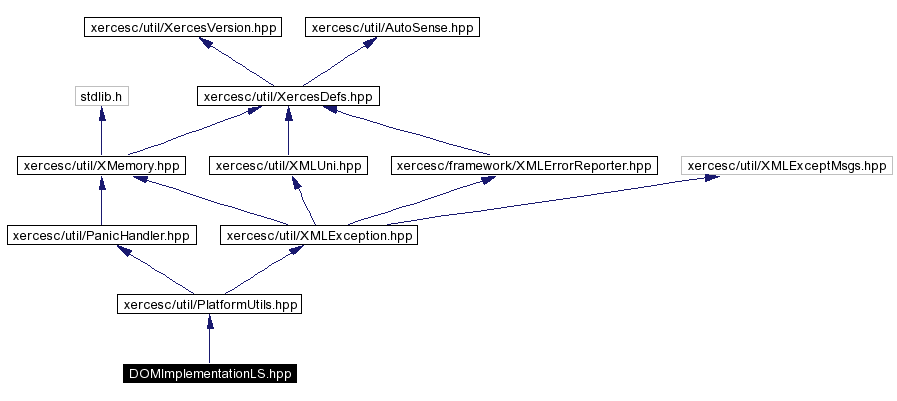 xercesc/util/XercesVersion.hpp
xercesc/util/AutoSense.hpp
stdlib.h
xercesc/util/XercesDefs.hpp
xercesc/util/XMemory.hpp
xercesc/util/XMLUni.hpp
xercesc/framework/XMLErrorReporter.hpp
xercesc/util/XMLExceptMsgs.hpp
xercesc/util/PanicHandler.hpp
xercesc/util/XMLException.hpp
xercesc/util/PlatformUtils.hpp
DOMImplementationLS.hpp